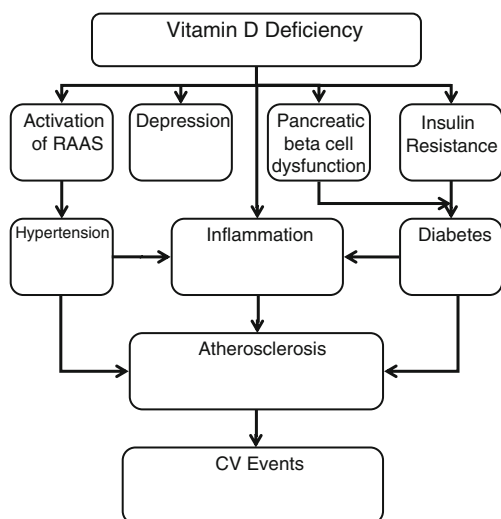 Vitamin D Deficiency
Activation
of RAAS
Depression
Pancreatic
beta cell
dysfunction
Insulin
Resistance
Hypertension
Inflammation
Diabetes
Atherosclerosis
CV Events